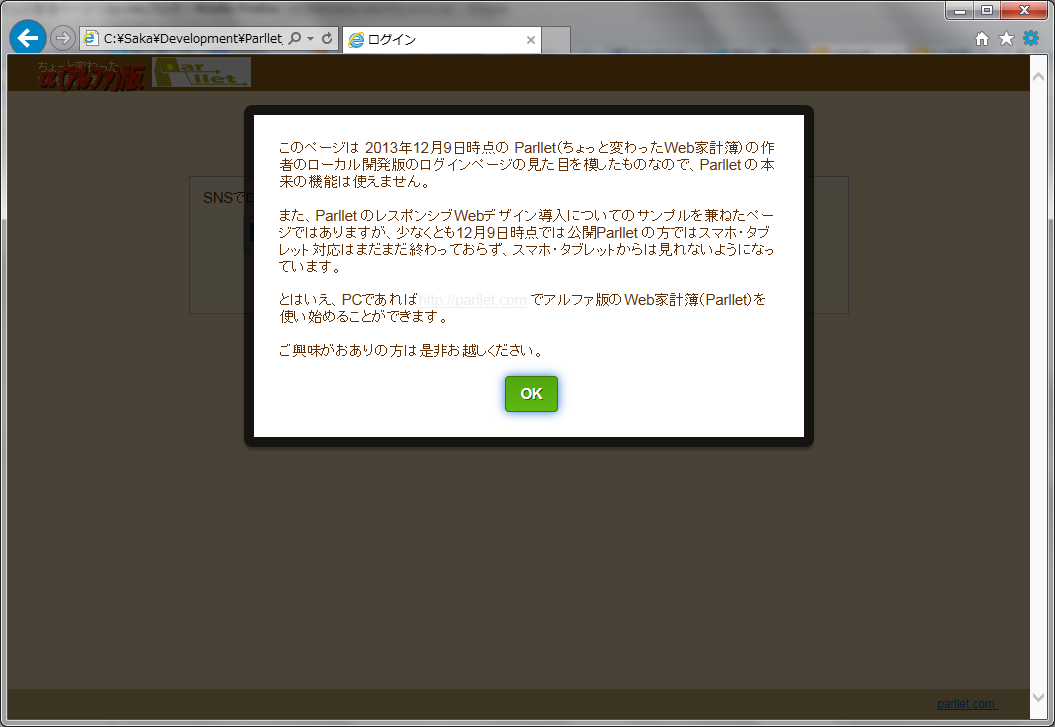 C:¥Saka¥Development¥Parllet
ログイン
ちょーと変わった
α(アルファ)版
Parllet
SNSでロ
このページは 2013年12月9日時点の Parllet(ちょっと変わったWeb家計簿)の作
者のローカル開発版のログインページの見た目を模したものなので、Parllet の本
来の機能は使えません。
また、Parllet のレスポンシブWebデザイン導入についてのサンプルを兼ねたペー
ジではありますが、少なくとも12月9日時点では公開Parllet の方ではスマホ・タブ
レット対応はまだまだ終わっておらず、スマホ・タブレットからは見れないようになっ
ています。
とはいえ、PCであれば http://parllet.com でアルファ版のWeb家計簿(Parllet)を
使い始めることができます。
ご興味がおありの方は是非お越しください。
OK
parllet.com